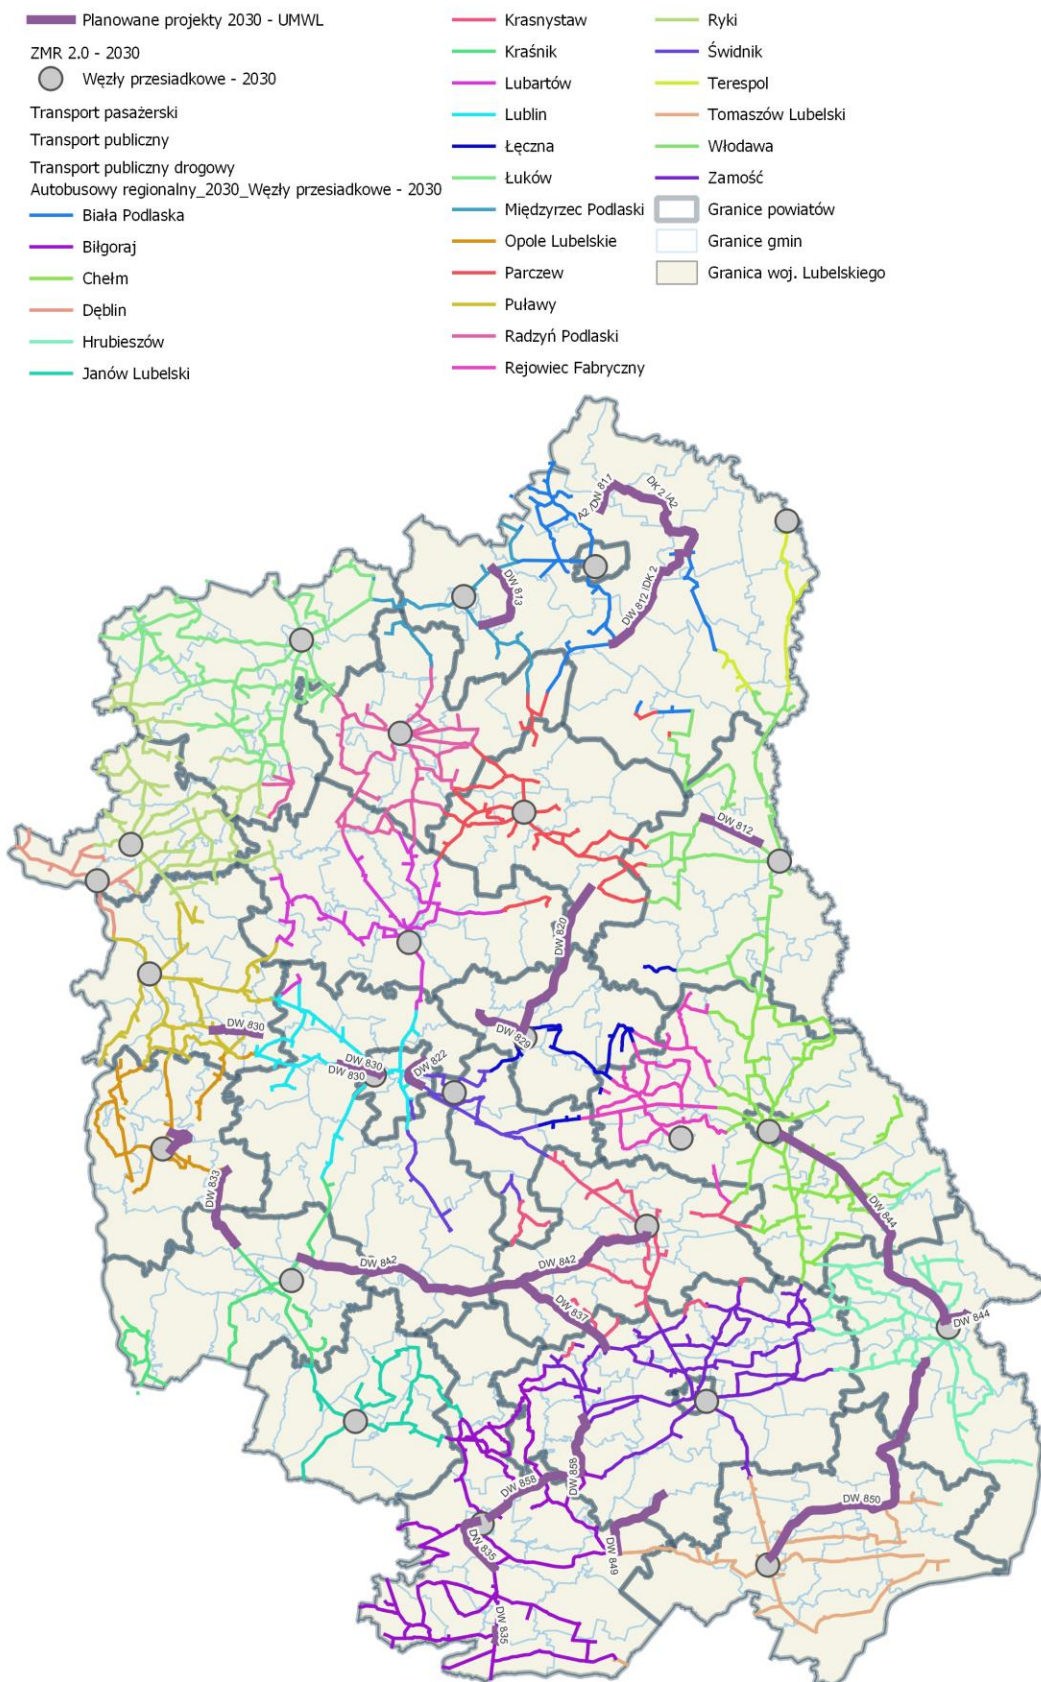 Planowane projekty 2030 - UMWL
ZMR 2.0 - 2030
Węzły przesiadkowe - 2030
Transport pasażerski
Transport publiczny
Transport publiczny drogowy
Autobusowy regionalny_2030_Węzły przesiadkowe - 2030
Biała Podlaska
Biłgoraj
Chełm
Dęblin
Hrubieszów
Janów Lubelski
Krasnystaw
Kraśnik
Lubartów
Lublin
Łęczna
Łuków
Międzyrzec Podlaski
Opole Lubelskie
Parczew
Puławy
Radzyń Podlaski
Rejowiec Fabryczny
Ryki
Świdnik
Terespol
Tomaszów Lubelski
Włodawa
Zamość
Granice powiatów
Granice gmin
Granica woj. Lubelskiego
A2 /DW 811
DK 2 /A2
DW 812 /DK 2
DW 813
DW 812
DW 820
DW 829
DW 830
DW 830
DW 830
DW 822
DW 833
DW 844
DW 842
DW 842
DW 837
DW 844
DW 858
DW 858
DW 850
DW 835
DW 849
DW 835